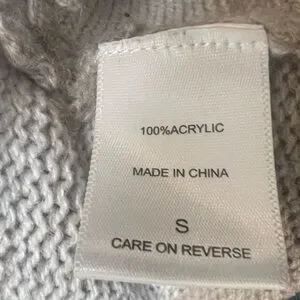 100%ACRYLIC
MADE IN CHINA
S
CARE ON REVERSE